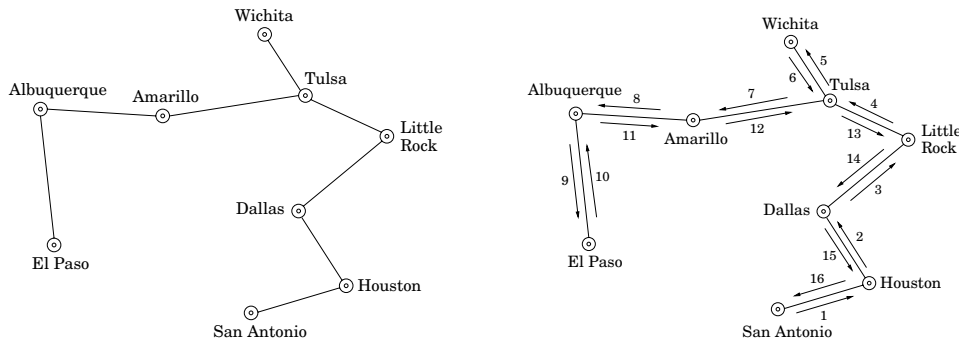 Wichita
Tulsa
Albuquerque
Amarillo
Little
Rock
Dallas
El Paso
Houston
San Antonio
Wichita
5
6
Tulsa
Albuquerque
8
7
4
11
Amarillo
12
13
Little
Rock
14
9
10
3
Dallas
2
15
El Paso
16
Houston
1
San Antonio